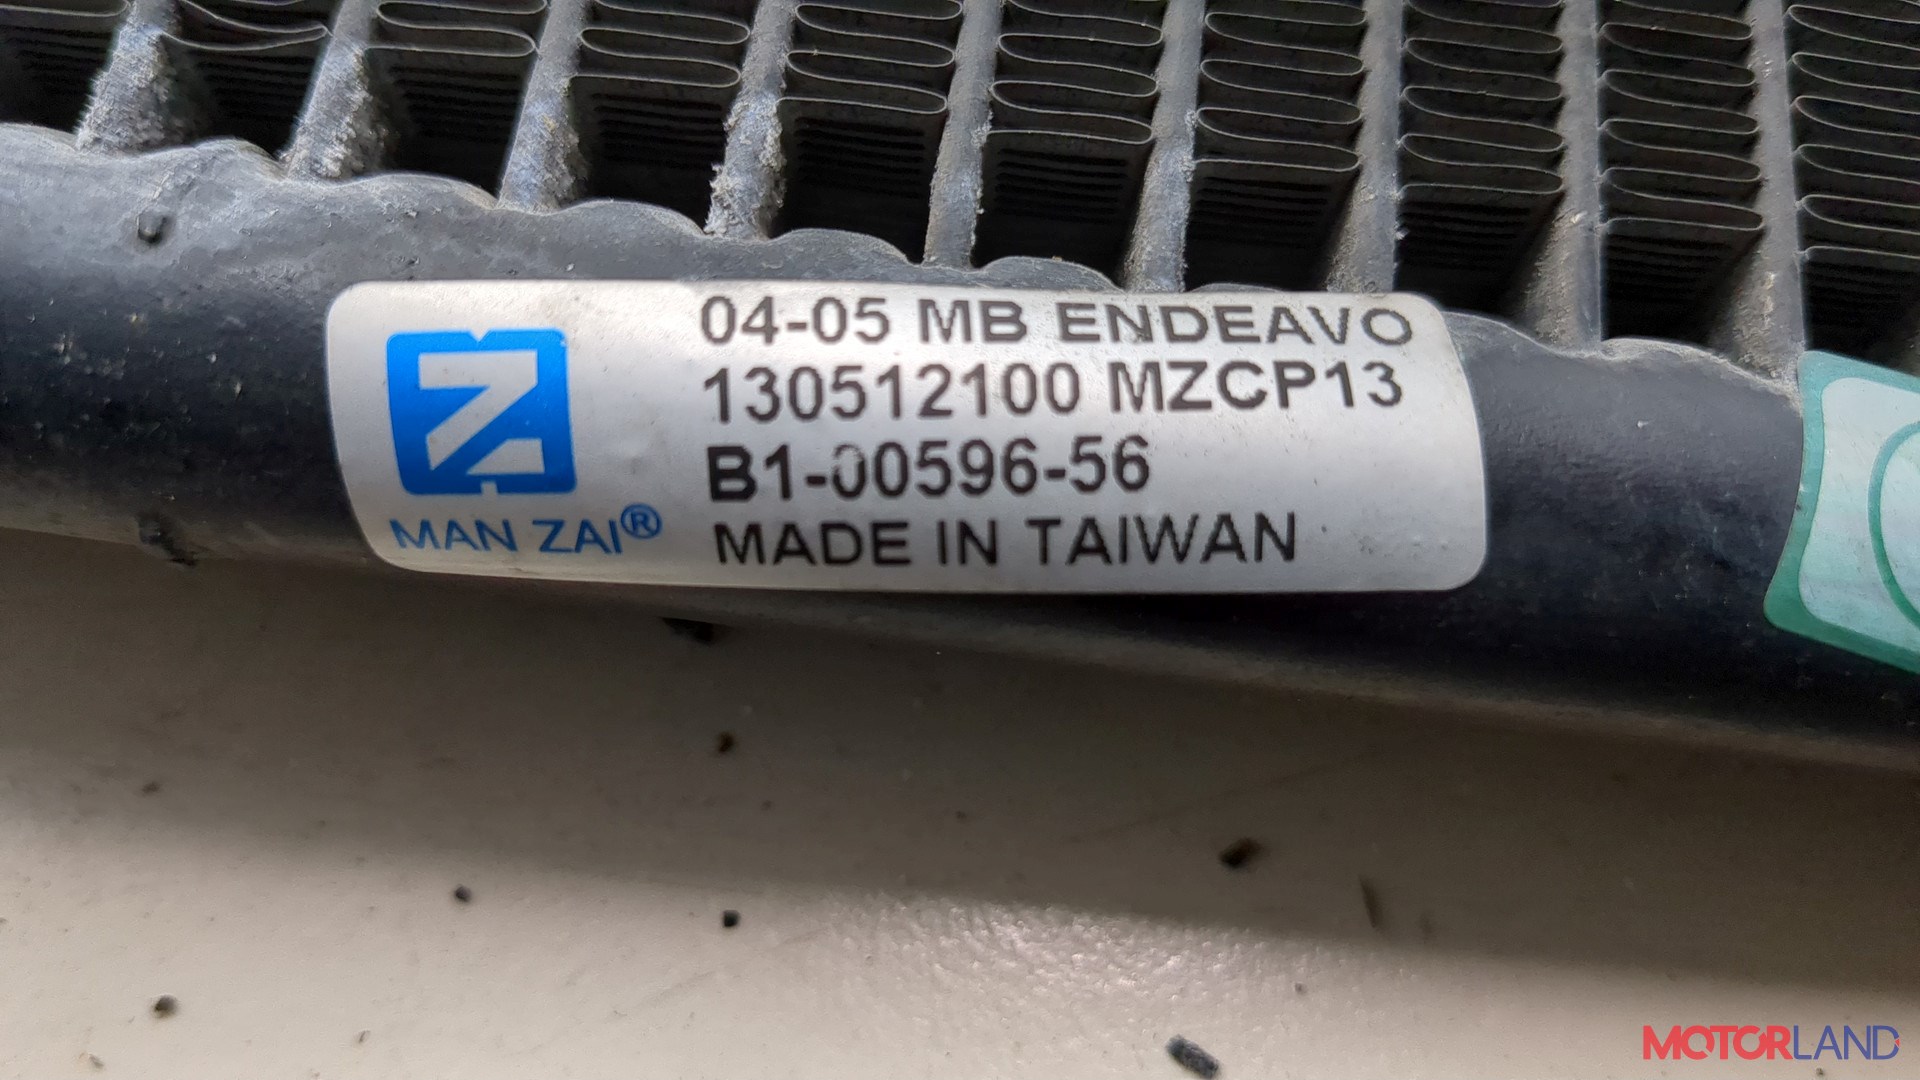 04-05 MB ENDEAVO
130512100 MZCP13
B1-00596-56
MADE IN TAIWAN
Z
MAN ZAI®
MOTORLAND